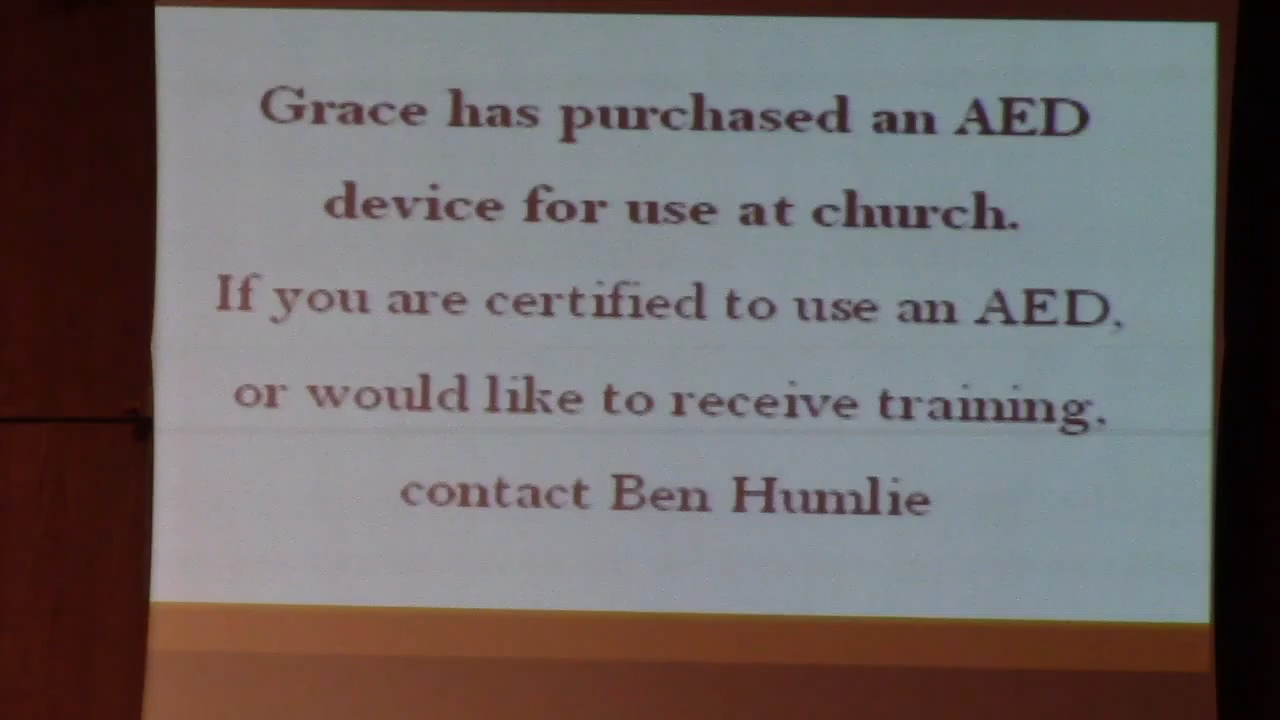 Grace has purchased an AED
device for use at church.
If you are certified to use an AED,
or would like to receive training,
contact Ben Humlie